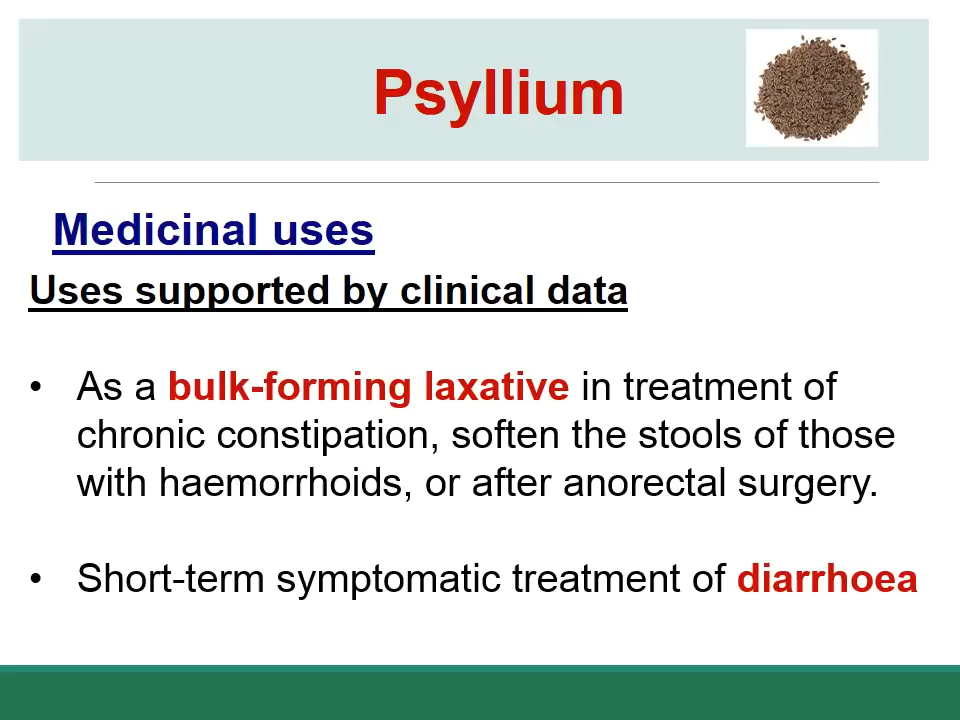 Psyllium
Medicinal uses
Uses supported by clinical data
• As a bulk-forming laxative in treatment of
chronic constipation, soften the stools of those
with haemorrhoids, or after anorectal surgery.
• Short-term symptomatic treatment of diarrhoea